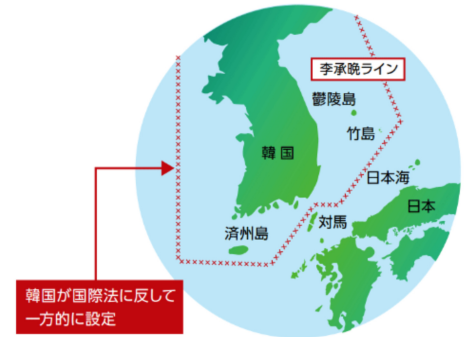 李承晩ライン
鬱陵島
竹島
韓国
日本海
日本
済州島
対馬
韓国が国際法に反して
一方的に設定